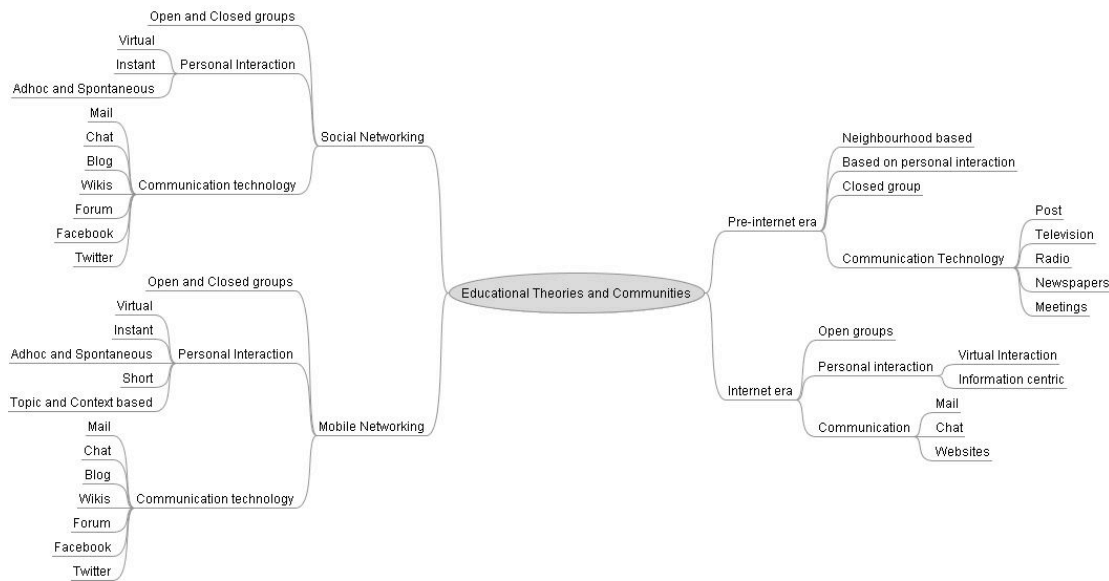 Educational Theories and Communities
Social Networking
Open and Closed groups
Personal Interaction
Virtual
Instant
Adhoc and Spontaneous
Communication technology
Mail
Chat
Blog
Wikis
Forum
Facebook
Twitter
Mobile Networking
Open and Closed groups
Personal Interaction
Virtual
Instant
Adhoc and Spontaneous
Short
Topic and Context based
Communication technology
Mail
Chat
Blog
Wikis
Forum
Facebook
Twitter
Pre-internet era
Neighbourhood based
Based on personal interaction
Closed group
Communication Technology
Post
Television
Radio
Newspapers
Meetings
Internet era
Open groups
Personal interaction
Virtual Interaction
Information centric
Communication
Mail
Chat
Websites